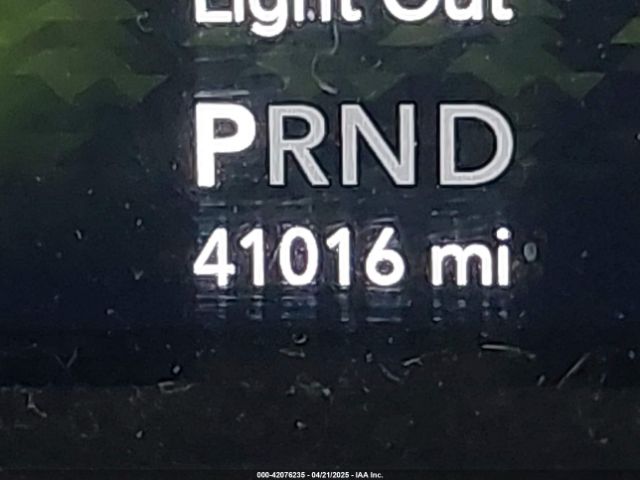 Light Out
PRND
41016 mi
000-42076235 - 04/21/2025 - IAA Inc.